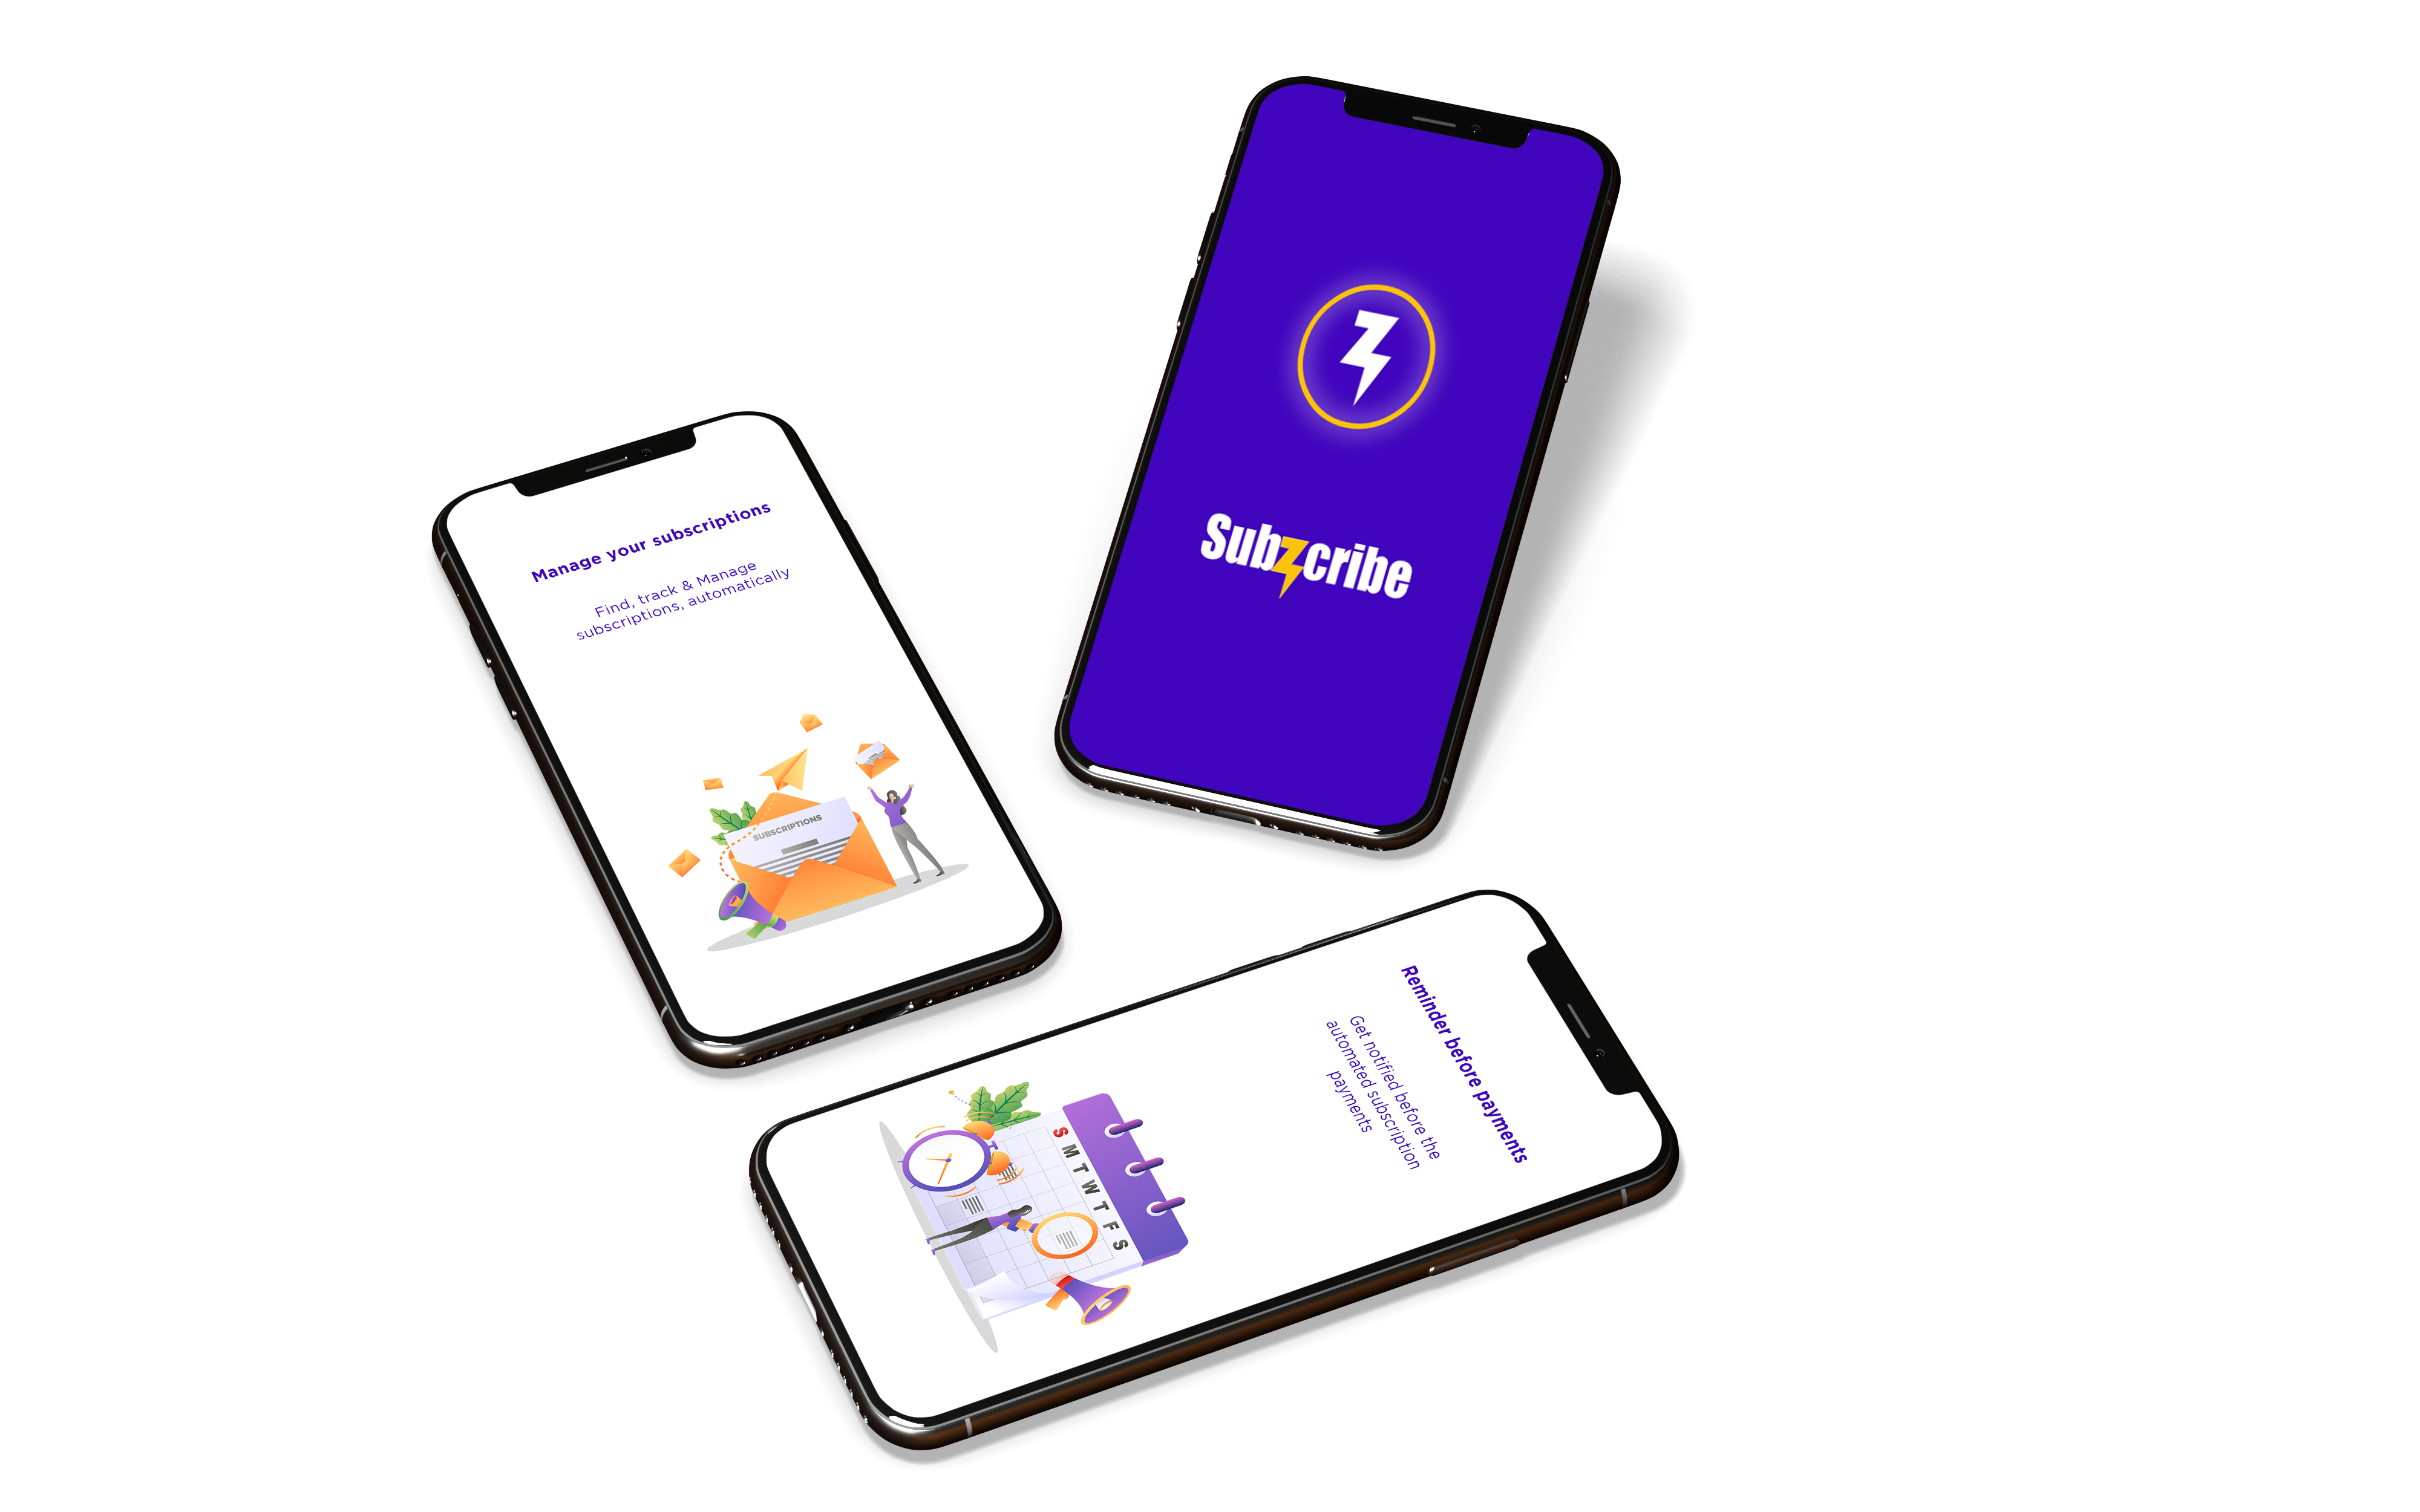 Subzcribe
Manage your subscriptions
Find, track & Manage
subscriptions, automatically
SUBSCRIPTIONS
Reminder before payments
Get notified before the
automated subscription
payments
S M T W T F S